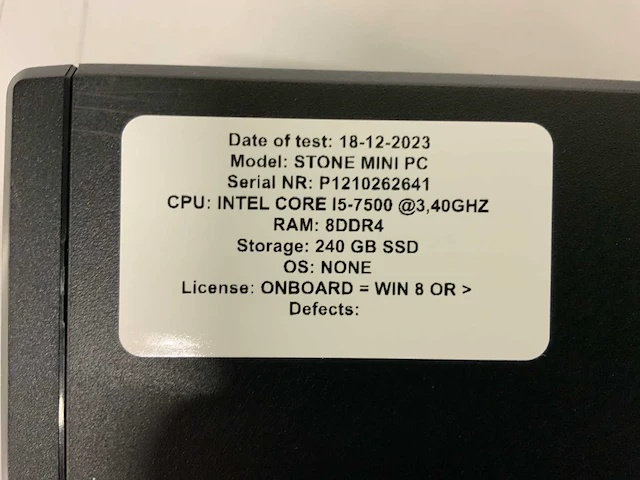 Date of test: 18-12-2023
Model: STONE MINI PC
Serial NR: P1210262641
CPU: INTEL CORE I5-7500 @3,40GHZ
RAM: 8DDR4
Storage: 240 GB SSD
OS: NONE
License: ONBOARD = WIN 8 OR >
Defects: